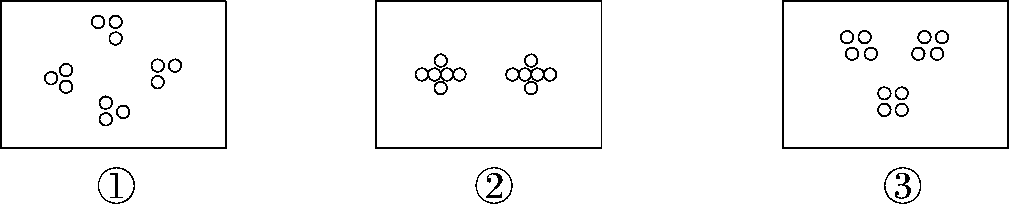 ① ② ③